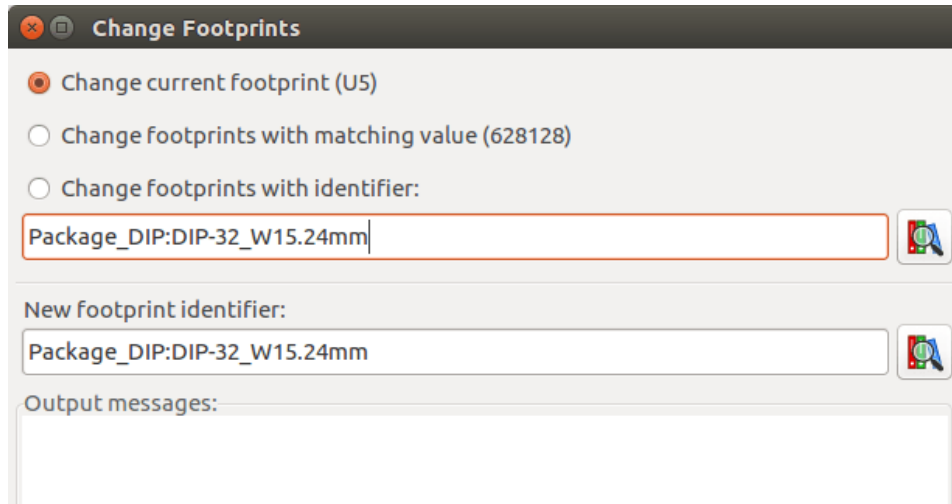 Change Footprints
Change current footprint (U5)
Change footprints with matching value (628128)
Change footprints with identifier:
Package_DIP:DIP-32_W15.24mm
New footprint identifier:
Package_DIP:DIP-32_W15.24mm
Output messages: